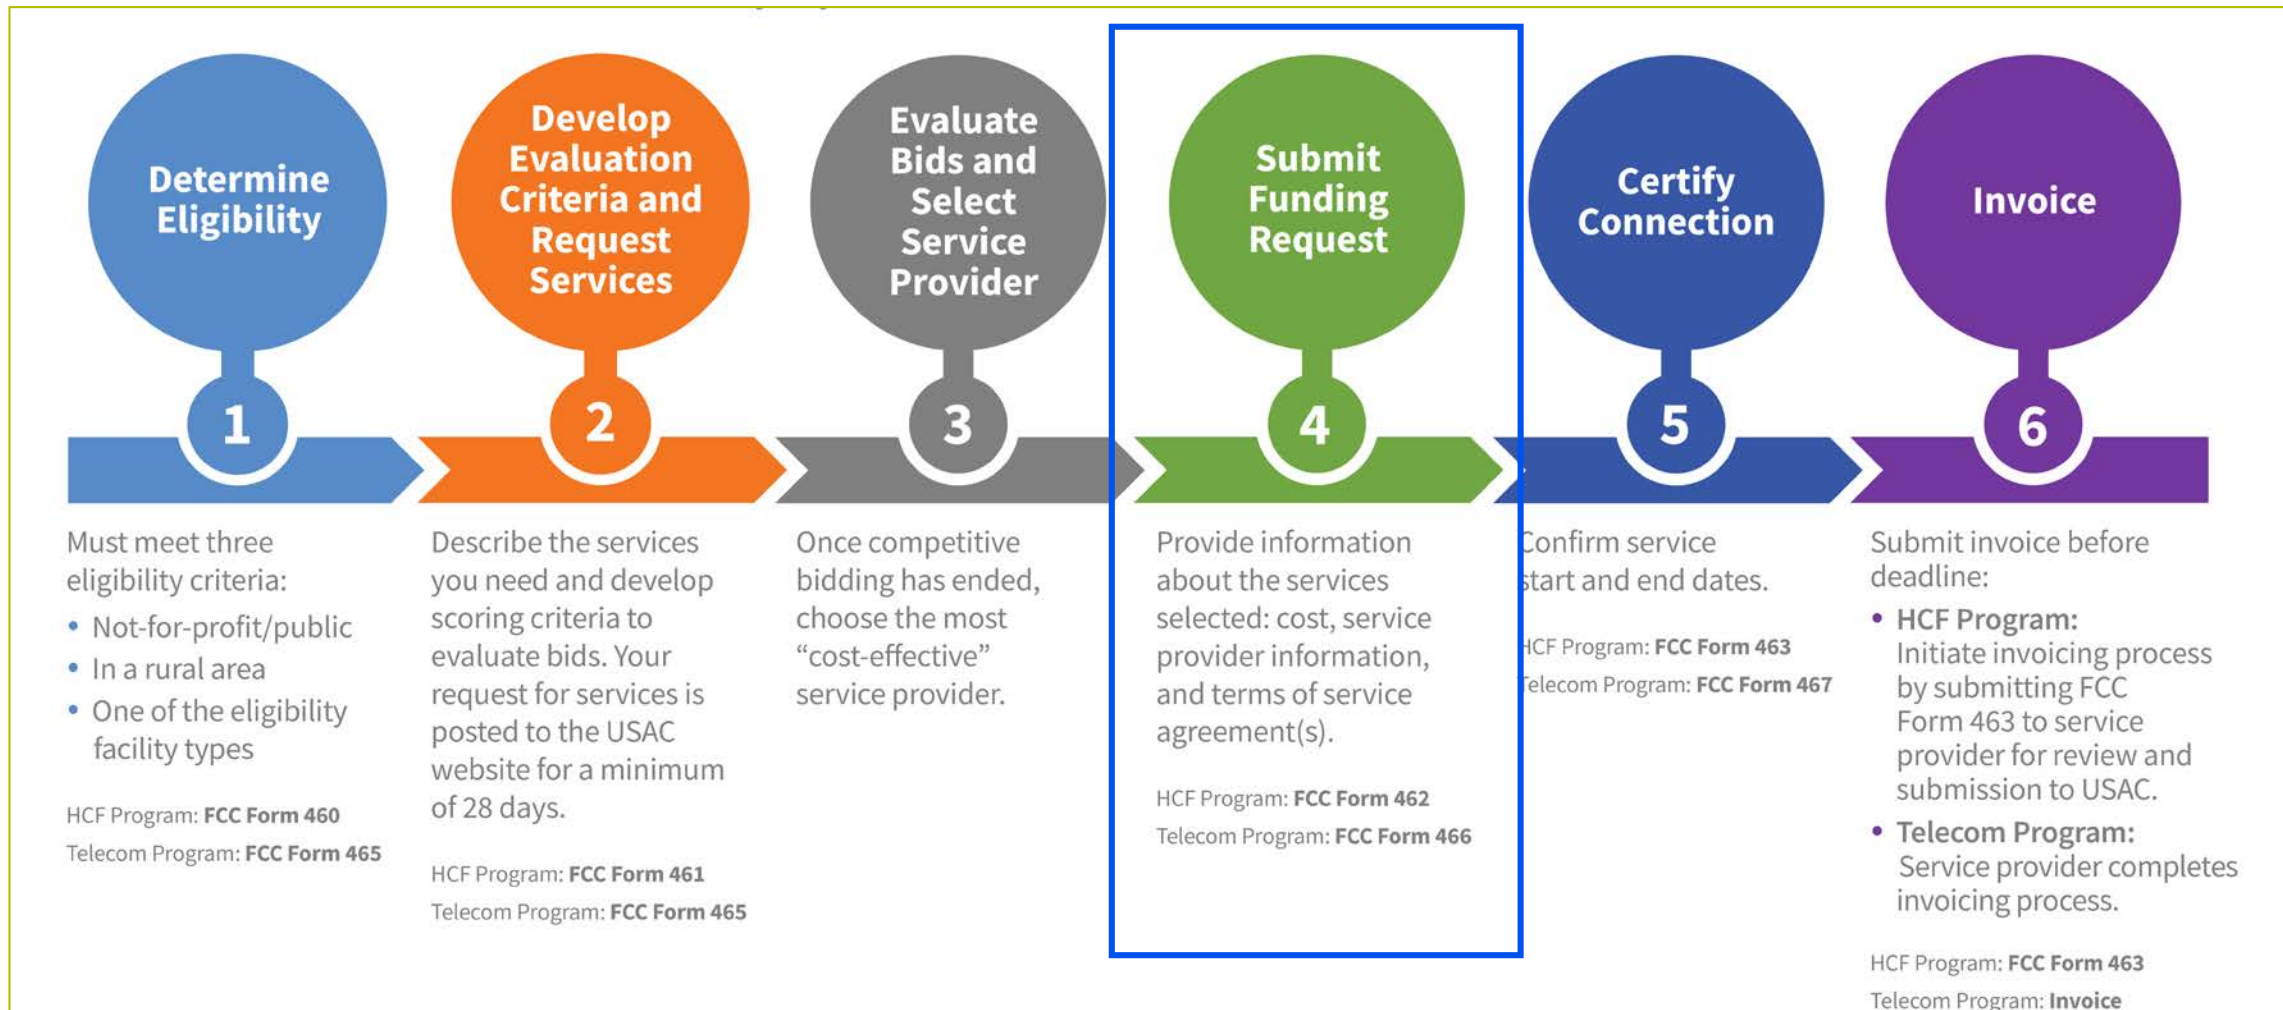 Determine
Eligibility
1
Must meet three
eligibility criteria:
• Not-for-profit/public
• In a rural area
• One of the eligibility
facility types
HCF Program: FCC Form 460
Telecom Program: FCC Form 465
Develop
Evaluation
Criteria and
Request
Services
2
Describe the services
you need and develop
scoring criteria to
evaluate bids. Your
request for services is
posted to the USAC
website for a minimum
of 28 days.
HCF Program: FCC Form 461
Telecom Program: FCC Form 465
Evaluate
Bids and
Select
Service
Provider
3
Once competitive
bidding has ended,
choose the most
“cost-effective”
service provider.
Submit
Funding
Request
4
Provide information
about the services
selected: cost, service
provider information,
and terms of service
agreement(s).
HCF Program: FCC Form 462
Telecom Program: FCC Form 466
Certify
Connection
5
Confirm service
start and end dates.
HCF Program: FCC Form 463
Telecom Program: FCC Form 467
Invoice
6
Submit invoice before
deadline:
• HCF Program:
Initiate invoicing process
by submitting FCC
Form 463 to service
provider for review and
submission to USAC.
• Telecom Program:
Service provider completes
invoicing process.
HCF Program: FCC Form 463
Telecom Program: Invoice